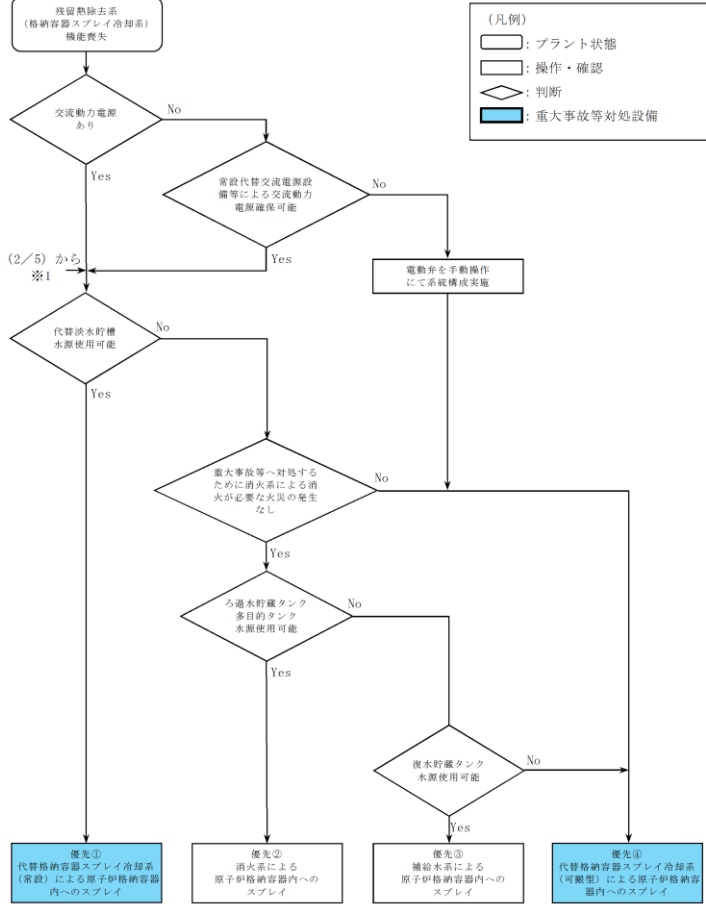 残留熱除去系
(格納容器スプレイ冷却系)
機能喪失
(凡例)
：プラント状態
：操作・確認
：判断
：重大事故等対処設備
交流動力電源
あり
No
Yes
常設代替交流電源設
備等による交流動力
電源確保可能
No
Yes
(2／5) から
※1
電動弁を手動操作
にて系統構成実施
代替淡水貯槽
水源使用可能
No
Yes
重大事故等へ対処する
ために消火系による消
火が必要な火災の発生
なし
No
Yes
ろ過水貯蔵タンク
多目的タンク
水源使用可能
No
Yes
復水貯蔵タンク
水源使用可能
No
Yes
優先①
代替格納容器スプレイ冷却系
(常設) による原子炉格納容器
内へのスプレイ
優先②
消火系による
原子炉格納容器内への
スプレイ
優先③
補給水系による
原子炉格納容器内への
スプレイ
優先④
代替格納容器スプレイ冷却系
(可搬型) による原子炉格納容
器内へのスプレイ